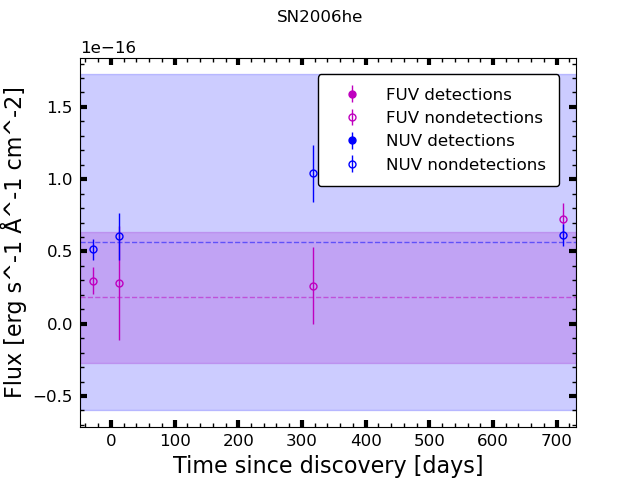 SN2006he
1e−16
1.5
1.0
0.5
0.0
−0.5
Flux [erg s^-1 Å^-1 cm^-2]
FUV detections
FUV nondetections
NUV detections
NUV nondetections
0 100 200 300 400 500 600 700
Time since discovery [days]